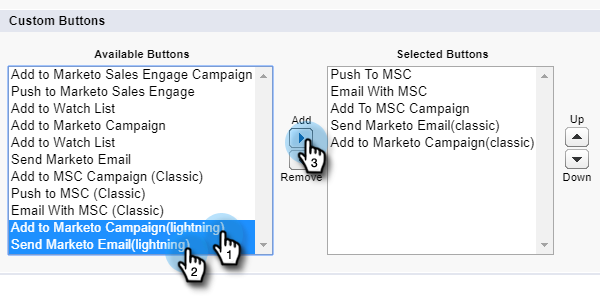 Custom Buttons
Available Buttons
Add to Marketo Sales Engage Campaign
Push to Marketo Sales Engage
Add to Watch List
Add to Marketo Campaign
Add to Watch List
Send Marketo Email
Add to MSC Campaign (Classic)
Push to MSC (Classic)
Email With MSC (Classic)
Add to Marketo Campaign(lightning)
Send Marketo Email(lightning)
1
2
Add
3
Remove
Selected Buttons
Push To MSC
Email With MSC
Add To MSC Campaign
Send Marketo Email(classic)
Add to Marketo Campaign(classic)
Up
Down